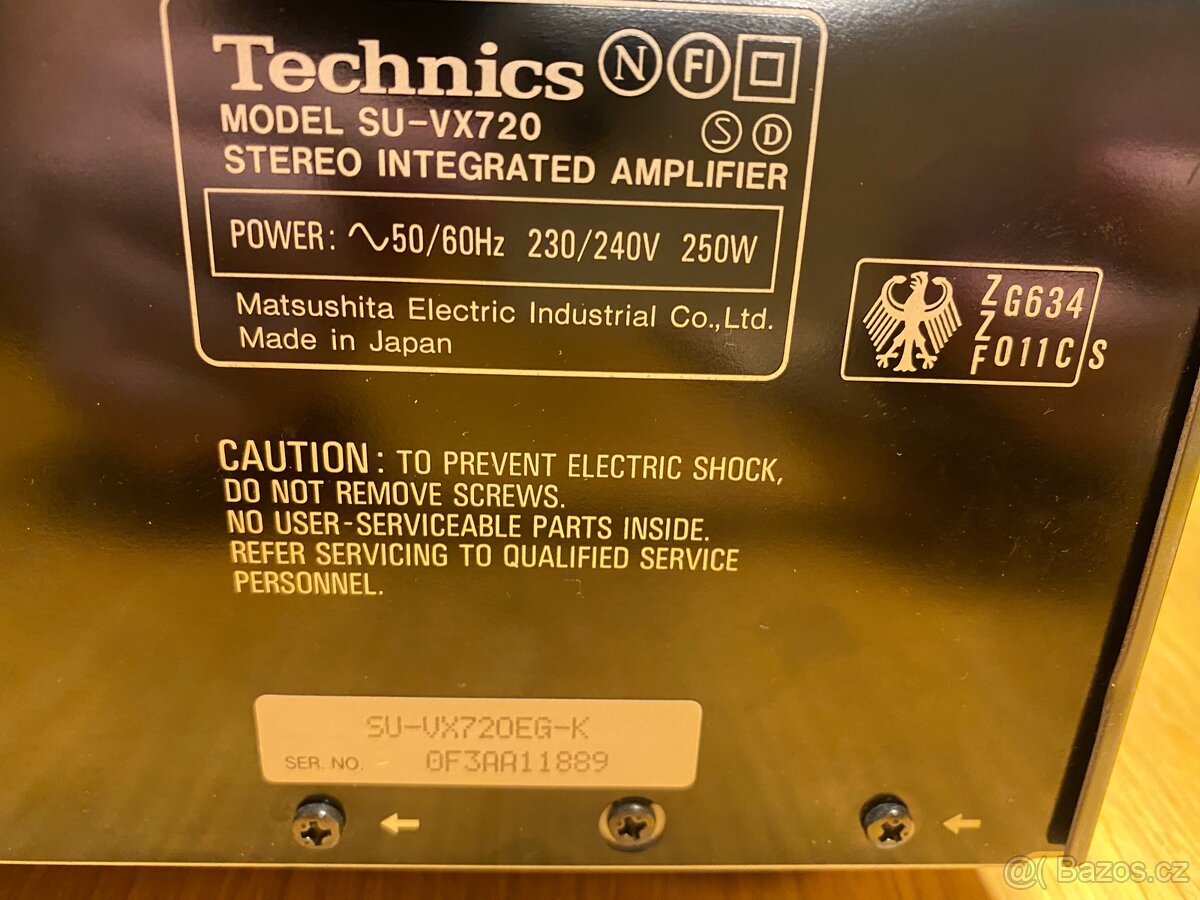 Technics N FI
MODEL SU-VX720 S D
STEREO INTEGRATED AMPLIFIER
POWER: ∿50/60Hz 230/240V 250W
Matsushita Electric Industrial Co.,Ltd.
Made in Japan
Z G634
Z
F 011C S
CAUTION: TO PREVENT ELECTRIC SHOCK,
DO NOT REMOVE SCREWS.
NO USER-SERVICEABLE PARTS INSIDE.
REFER SERVICING TO QUALIFIED SERVICE
PERSONNEL.
SU-VX720EG-K
SER. NO. 0F3AA11889
@( Bazos.cz